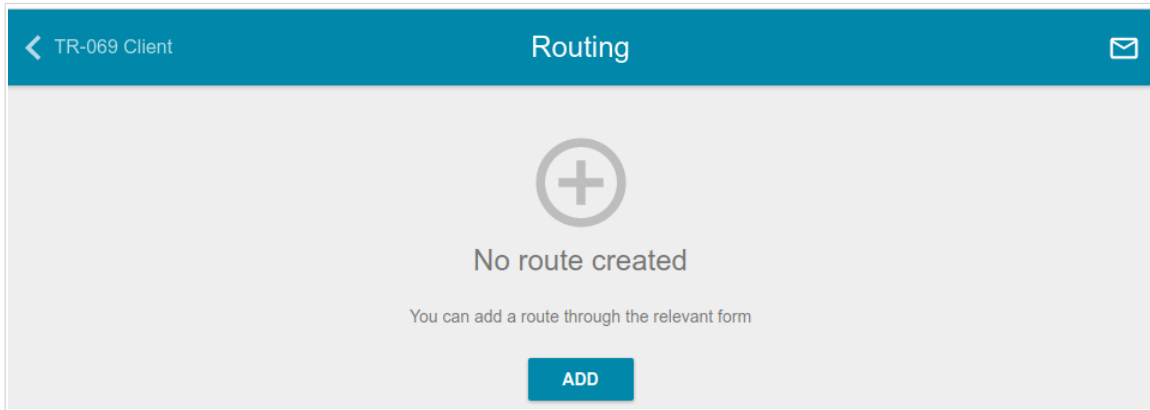 TR-069 Client
Routing
No route created
You can add a route through the relevant form
ADD